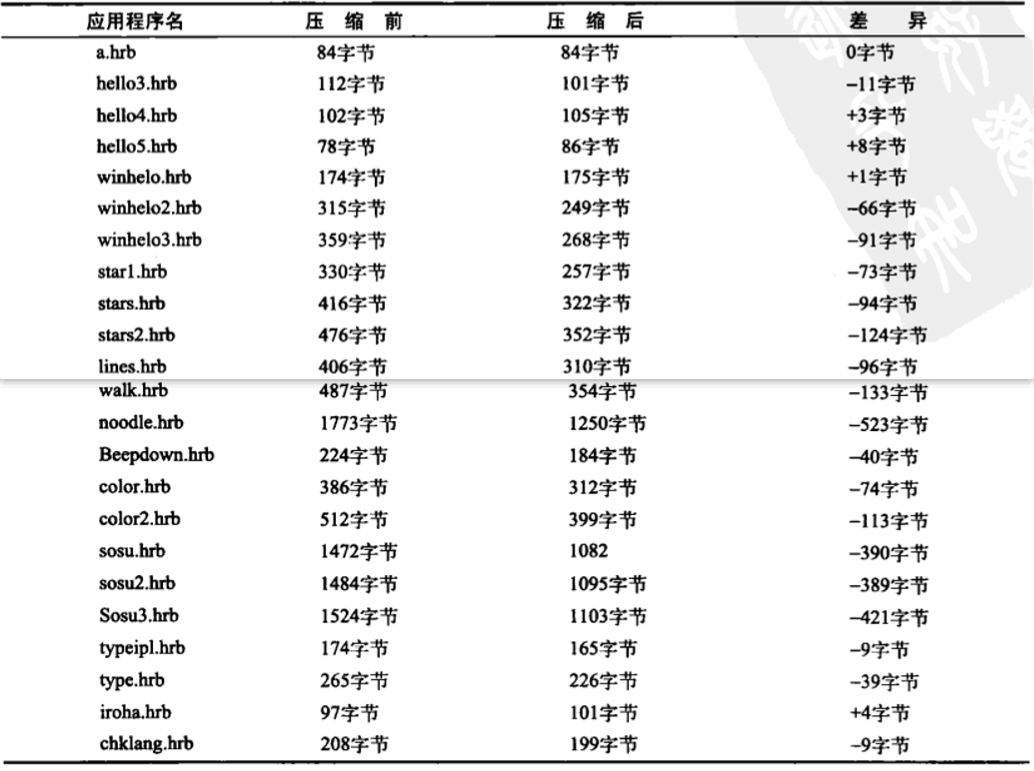 应用程序名 压缩前 压缩后 差异
a.hrb 84字节 84字节 0字节
hello3.hrb 112字节 101字节 –11字节
hello4.hrb 102字节 105字节 +3字节
hello5.hrb 78字节 86字节 +8字节
winhelo.hrb 174字节 175字节 +1字节
winhelo2.hrb 315字节 249字节 –66字节
winhelo3.hrb 359字节 268字节 –91字节
star1.hrb 330字节 257字节 –73字节
stars.hrb 416字节 322字节 –94字节
stars2.hrb 476字节 352字节 –124字节
lines.hrb 406字节 310字节 –96字节
walk.hrb 487字节 354字节 –133字节
noodle.hrb 1773字节 1250字节 –523字节
Beepdown.hrb 224字节 184字节 –40字节
color.hrb 386字节 312字节 –74字节
color2.hrb 512字节 399字节 –113字节
sosu.hrb 1472字节 1082 –390字节
sosu2.hrb 1484字节 1095字节 –389字节
Sosu3.hrb 1524字节 1103字节 –421字节
typeipl.hrb 174字节 165字节 –9字节
type.hrb 265字节 226字节 –39字节
iroha.hrb 97字节 101字节 +4字节
chklang.hrb 208字节 199字节 –9字节